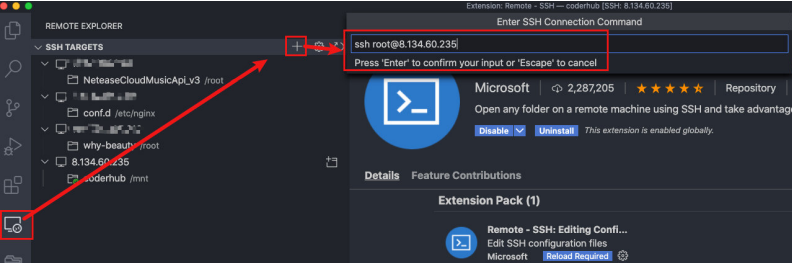 Extension: Remote - SSH — coderhub [SSH: 8.134.60.235]
REMOTE EXPLORER
Enter SSH Connection Command
SSH TARGETS
ssh root@8.134.60.235
Press 'Enter' to confirm your input or 'Escape' to cancel
NeteaseCloudMusicApi_v3 /root
conf.d /etc/nginx
why-beauty /root
8.134.60.235
coderhub /mnt
Microsoft 2,287,205 Repository
Open any folder on a remote machine using SSH and take advantag
Disable Uninstall This extension is enabled globally.
Details Feature Contributions
Extension Pack (1)
Remote - SSH: Editing Confi...
Edit SSH configuration files
Microsoft Reload Required